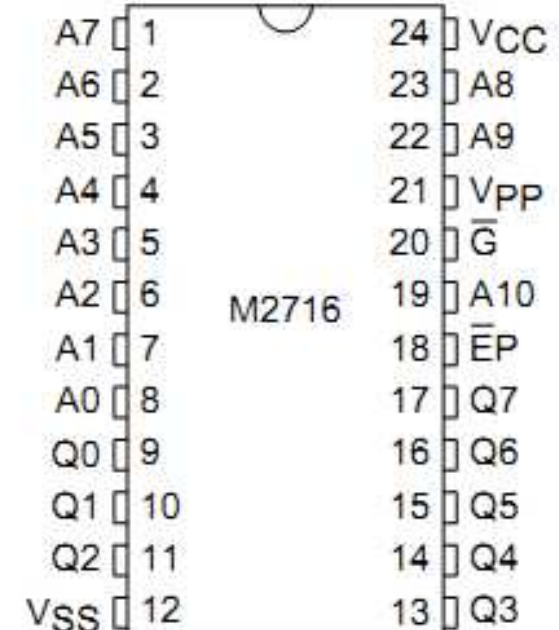 A7 1 24 VCC
A6 2 23 A8
A5 3 22 A9
A4 4 21 VPP
A3 5 20 G̅
A2 6 19 A10
M2716
A1 7 18 E̅P
A0 8 17 Q7
Q0 9 16 Q6
Q1 10 15 Q5
Q2 11 14 Q4
VSS 12 13 Q3